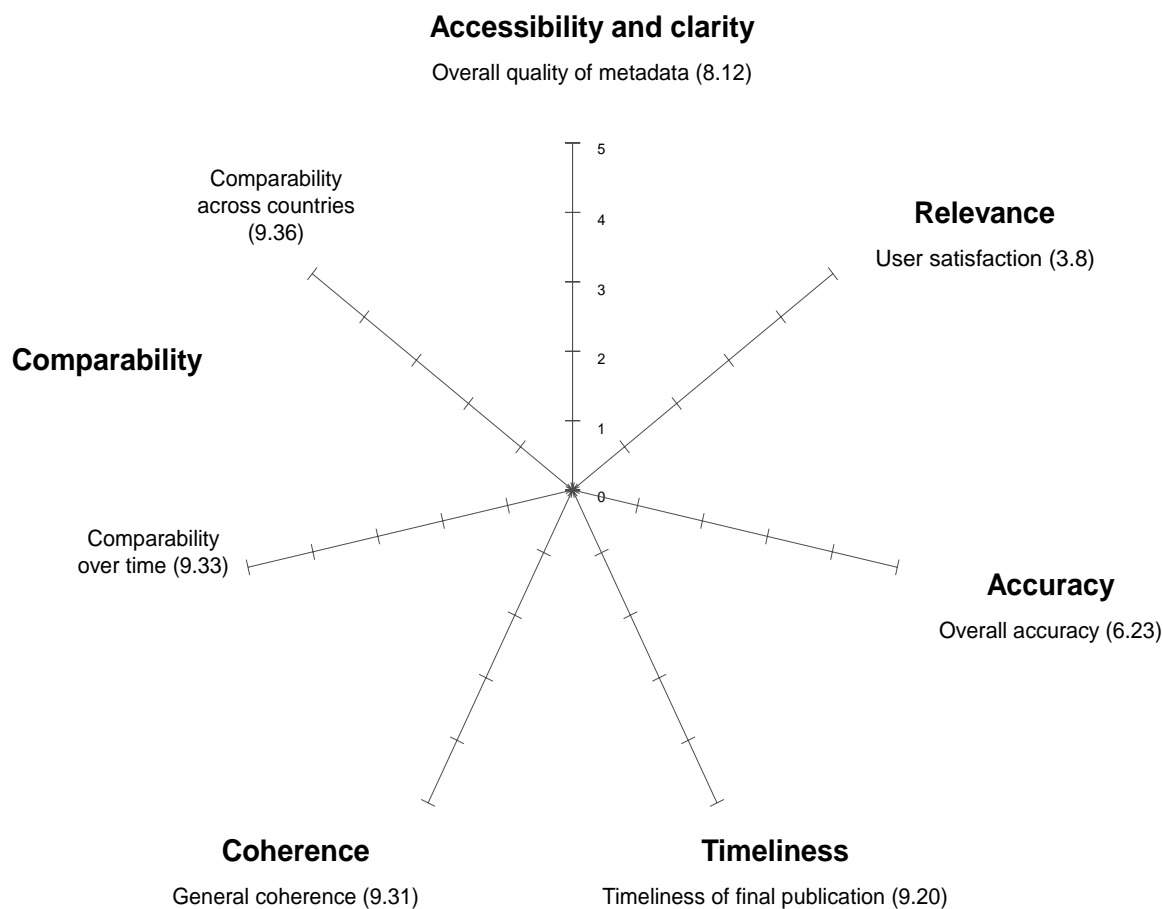 Accessibility and clarity
Overall quality of metadata (8.12)
5
4
3
2
1
0
Relevance
User satisfaction (3.8)
Accuracy
Overall accuracy (6.23)
Timeliness
Timeliness of final publication (9.20)
Coherence
General coherence (9.31)
Comparability
Comparability
over time (9.33)
Comparability
across countries
(9.36)